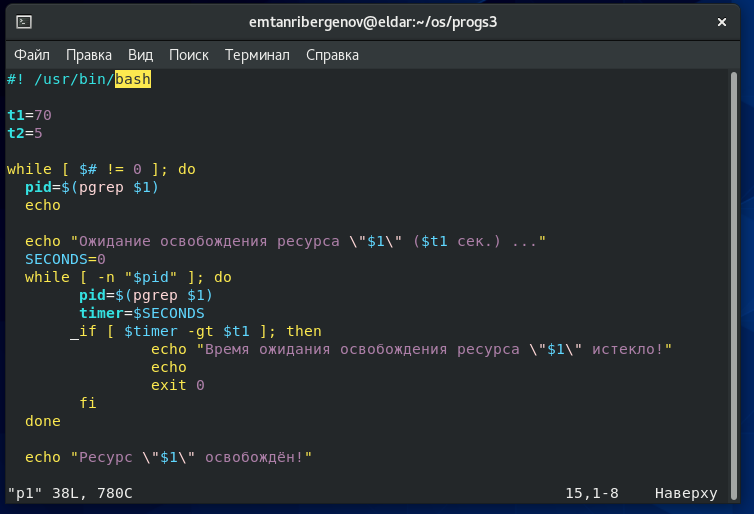 emtanribergenov@eldar:~/os/progs3
Файл Правка Вид Поиск Терминал Справка
#! /usr/bin/bash
t1=70
t2=5
while [ $# != 0 ]; do
  pid=$(pgrep $1)
  echo
  echo "Ожидание освобождения ресурса \"$1\" ($t1 сек.) ..."
  SECONDS=0
  while [ -n "$pid" ]; do
        pid=$(pgrep $1)
        timer=$SECONDS
        if [ $timer -gt $t1 ]; then
                echo "Время ожидания освобождения ресурса \"$1\" истекло!"
                echo
                exit 0
        fi
  done
  echo "Ресурс \"$1\" освобождён!"
"p1" 38L, 780C 15,1-8 Наверху